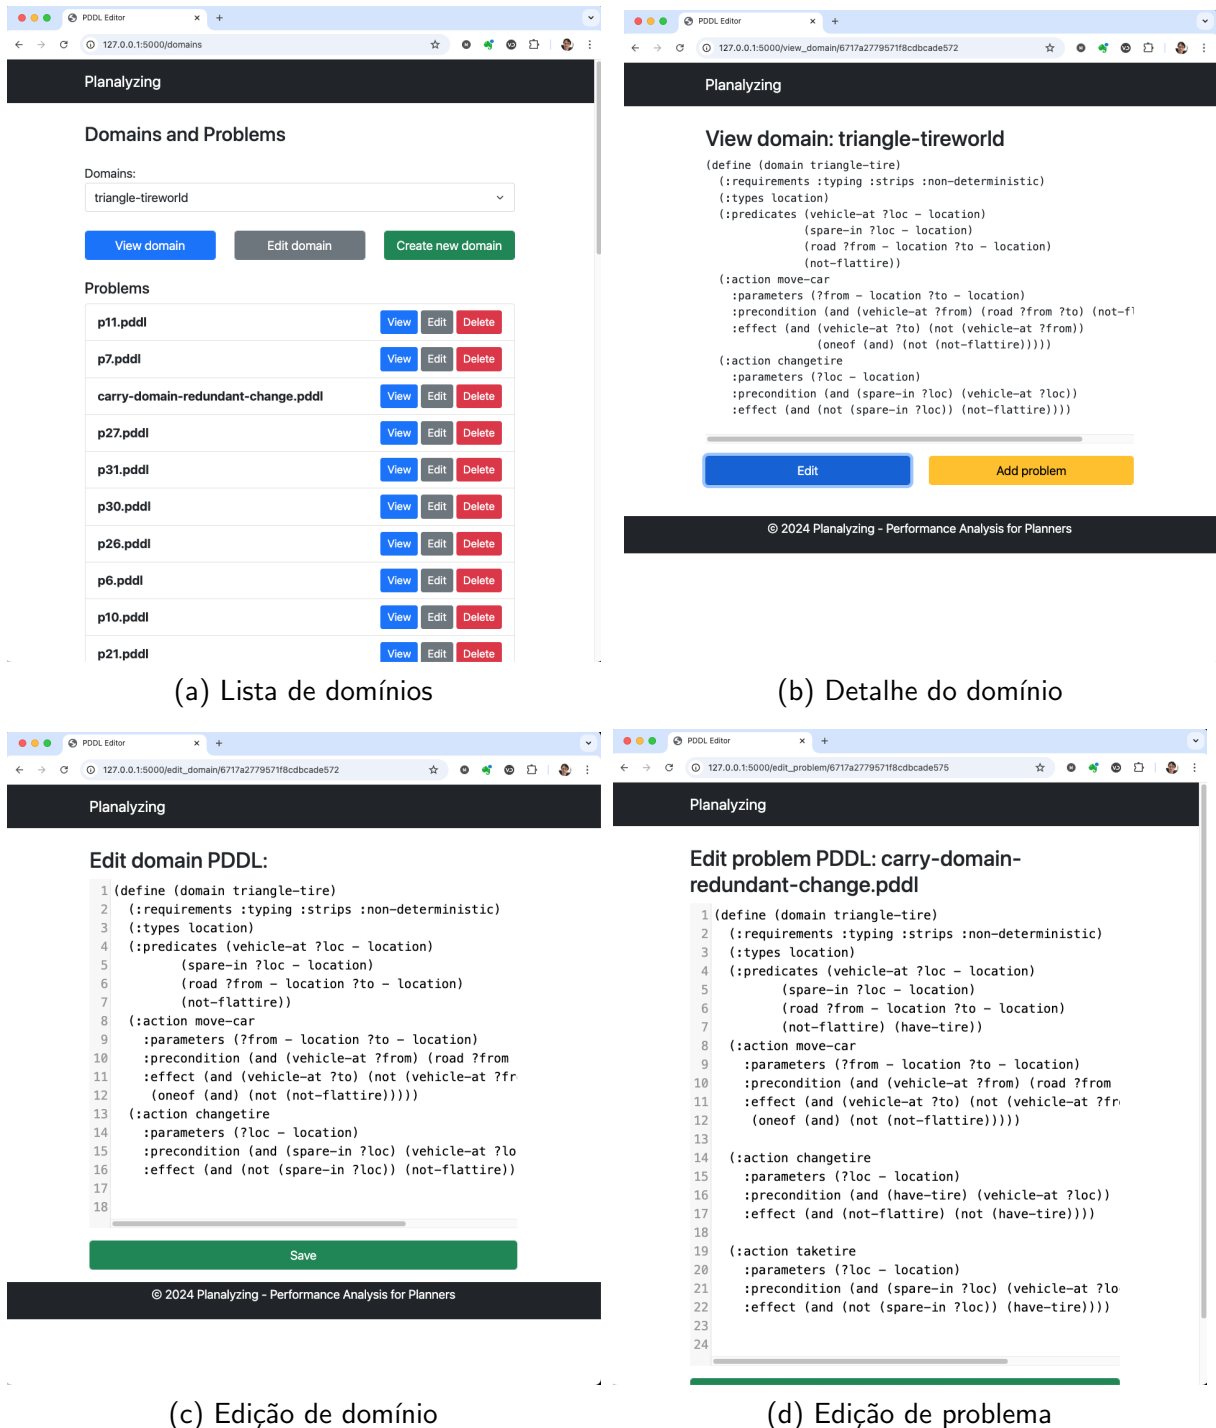 PDDL Editor
127.0.0.1:5000/domains
Planalyzing
Domains and Problems
Domains:
triangle-tireworld
View domain Edit domain Create new domain
Problems
p11.pddl View Edit Delete
p7.pddl View Edit Delete
carry-domain-redundant-change.pddl View Edit Delete
p27.pddl View Edit Delete
p31.pddl View Edit Delete
p30.pddl View Edit Delete
p26.pddl View Edit Delete
p6.pddl View Edit Delete
p10.pddl View Edit Delete
p21.pddl View Edit Delete
(a) Lista de domínios
PDDL Editor
127.0.0.1:5000/view_domain/6717a2779571f8cdbcade572
Planalyzing
View domain: triangle-tireworld
(define (domain triangle-tire)
(:requirements :typing :strips :non-deterministic)
(:types location)
(:predicates (vehicle-at ?loc - location)
(spare-in ?loc - location)
(road ?from - location ?to - location)
(not-flattire))
(:action move-car
:parameters (?from - location ?to - location)
:precondition (and (vehicle-at ?from) (road ?from ?to) (not-fl
:effect (and (vehicle-at ?to) (not (vehicle-at ?from))
(oneof (and) (not (not-flattire)))))
(:action changetire
:parameters (?loc - location)
:precondition (and (spare-in ?loc) (vehicle-at ?loc))
:effect (and (not (spare-in ?loc)) (not-flattire))))
Edit Add problem
© 2024 Planalyzing - Performance Analysis for Planners
(b) Detalhe do domínio
PDDL Editor
127.0.0.1:5000/edit_domain/6717a2779571f8cdbcade572
Planalyzing
Edit domain PDDL:
1 (define (domain triangle-tire)
2 (:requirements :typing :strips :non-deterministic)
3 (:types location)
4 (:predicates (vehicle-at ?loc - location)
5 (spare-in ?loc - location)
6 (road ?from - location ?to - location)
7 (not-flattire))
8 (:action move-car
9 :parameters (?from - location ?to - location)
10 :precondition (and (vehicle-at ?from) (road ?from
11 :effect (and (vehicle-at ?to) (not (vehicle-at ?fr
12 (oneof (and) (not (not-flattire)))))
13 (:action changetire
14 :parameters (?loc - location)
15 :precondition (and (spare-in ?loc) (vehicle-at ?lo
16 :effect (and (not (spare-in ?loc)) (not-flattire))
17
18
Save
© 2024 Planalyzing - Performance Analysis for Planners
(c) Edição de domínio
PDDL Editor
127.0.0.1:5000/edit_problem/6717a2779571f8cdbcade575
Planalyzing
Edit problem PDDL: carry-domain-
redundant-change.pddl
1 (define (domain triangle-tire)
2 (:requirements :typing :strips :non-deterministic)
3 (:types location)
4 (:predicates (vehicle-at ?loc - location)
5 (spare-in ?loc - location)
6 (road ?from - location ?to - location)
7 (not-flattire) (have-tire))
8 (:action move-car
9 :parameters (?from - location ?to - location)
10 :precondition (and (vehicle-at ?from) (road ?from
11 :effect (and (vehicle-at ?to) (not (vehicle-at ?fr
12 (oneof (and) (not (not-flattire)))))
13
14 (:action changetire
15 :parameters (?loc - location)
16 :precondition (and (have-tire) (vehicle-at ?loc))
17 :effect (and (not-flattire) (not (have-tire))))
18
19 (:action taketire
20 :parameters (?loc - location)
21 :precondition (and (spare-in ?loc) (vehicle-at ?lo
22 :effect (and (not (spare-in ?loc)) (have-tire))))
23
24
(d) Edição de problema